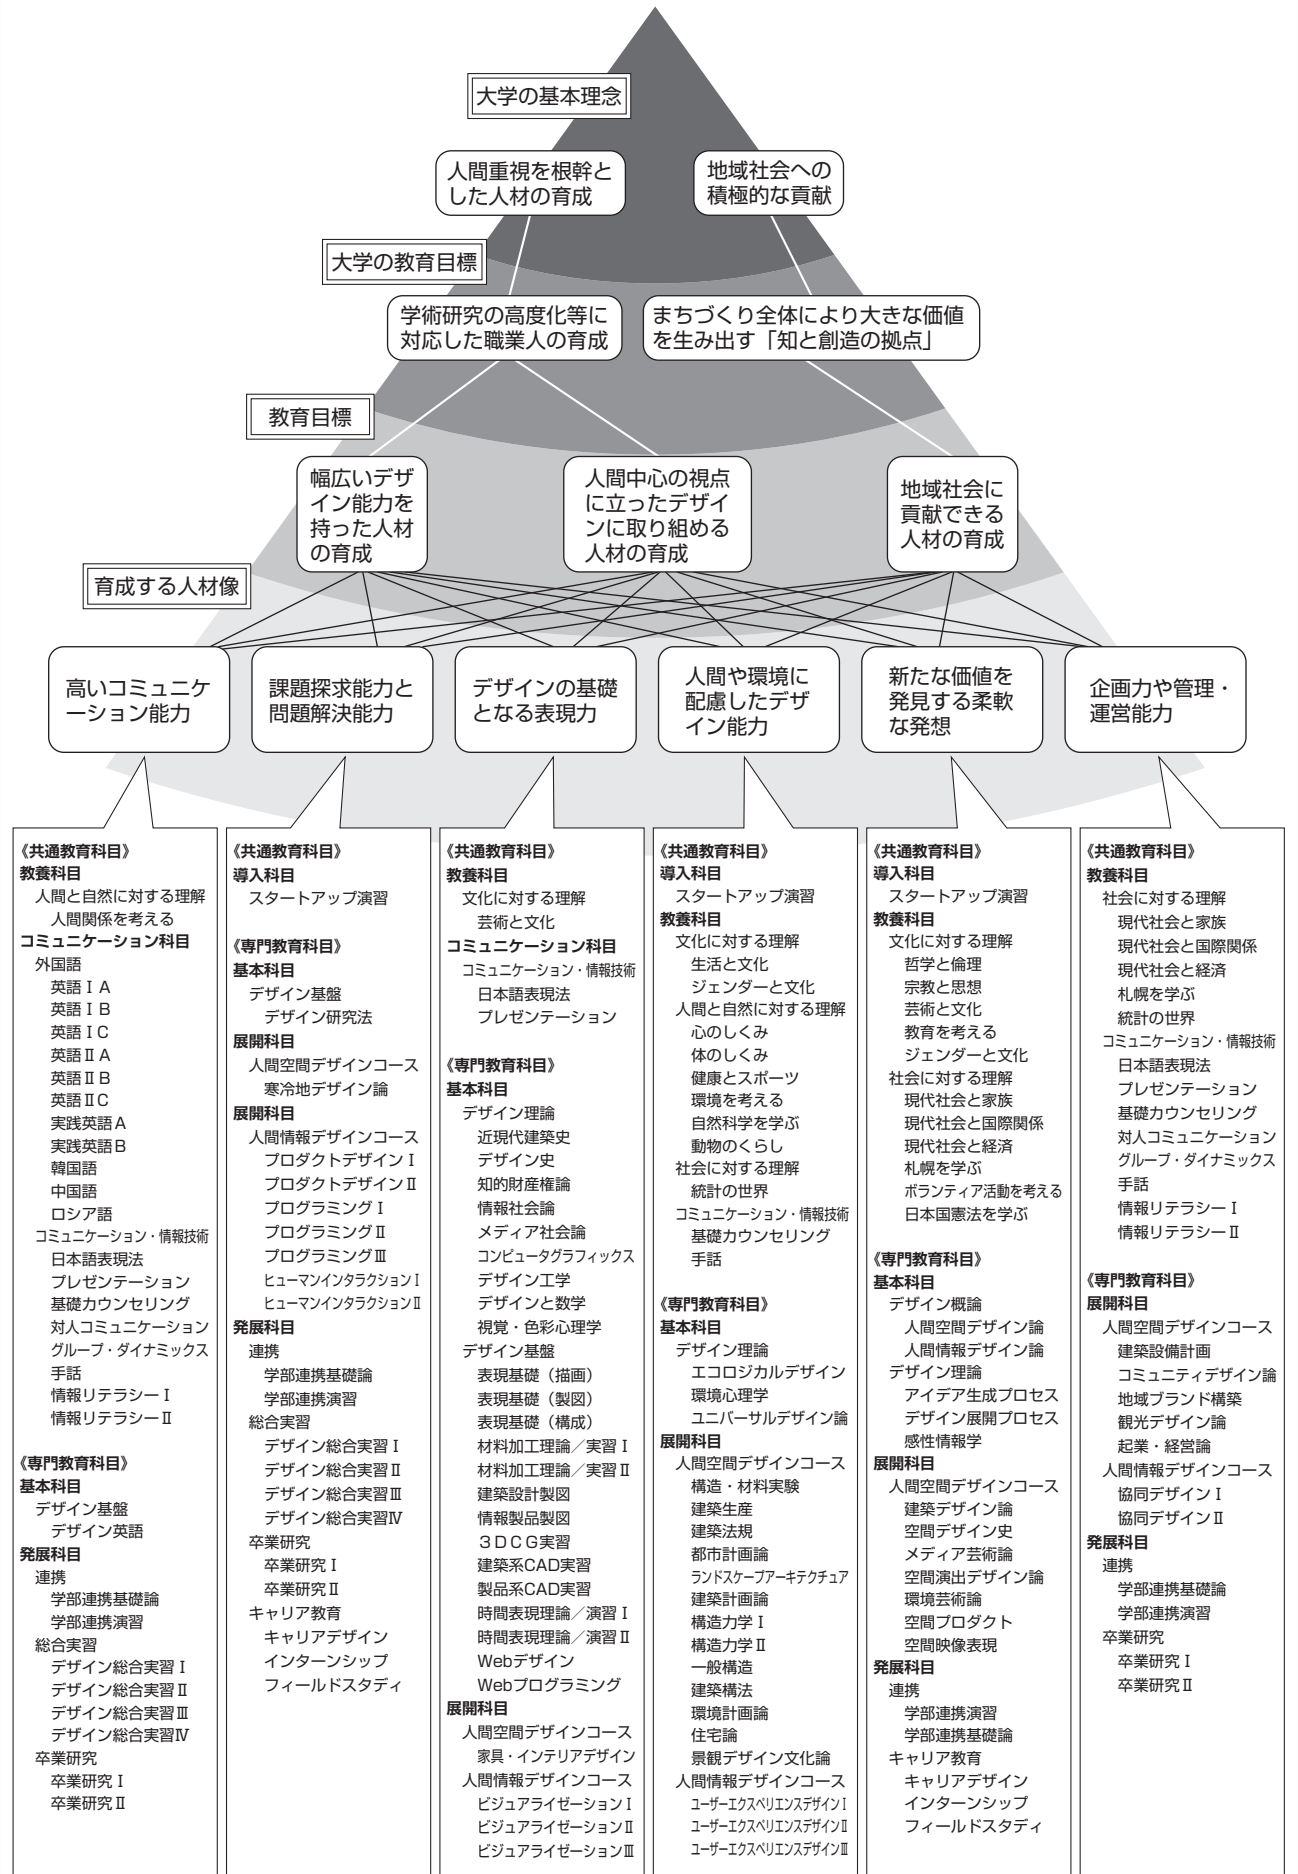 大学の基本理念
人間重視を根幹と
した人材の育成
地域社会への
積極的な貢献
大学の教育目標
学術研究の高度化等に
対応した職業人の育成
まちづくり全体により大きな価値
を生み出す「知と創造の拠点」
教育目標
幅広いデザ
イン能力を
持った人材
の育成
人間中心の視点
に立ったデザイ
ンに取り組める
人材の育成
地域社会に
貢献できる
人材の育成
育成する人材像
高いコミュニケ
ーション能力
課題探求能力と
問題解決能力
デザインの基礎
となる表現力
人間や環境に
配慮したデザ
イン能力
新たな価値を
発見する柔軟
な発想
企画力や管理・
運営能力
《共通教育科目》
教養科目
人間と自然に対する理解
人間関係を考える
コミュニケーション科目
外国語
英語ⅠA
英語ⅠB
英語ⅠC
英語ⅡA
英語ⅡB
英語ⅡC
実践英語A
実践英語B
韓国語
中国語
ロシア語
コミュニケーション・情報技術
日本語表現法
プレゼンテーション
基礎カウンセリング
対人コミュニケーション
グループ・ダイナミックス
手話
情報リテラシーⅠ
情報リテラシーⅡ
《専門教育科目》
基本科目
デザイン基盤
デザイン英語
発展科目
連携
学部連携基礎論
学部連携演習
総合実習
デザイン総合実習Ⅰ
デザイン総合実習Ⅱ
デザイン総合実習Ⅲ
デザイン総合実習Ⅳ
卒業研究
卒業研究Ⅰ
卒業研究Ⅱ
《共通教育科目》
導入科目
スタートアップ演習
《専門教育科目》
基本科目
デザイン基盤
デザイン研究法
展開科目
人間空間デザインコース
寒冷地デザイン論
展開科目
人間情報デザインコース
プロダクトデザインⅠ
プロダクトデザインⅡ
プログラミングⅠ
プログラミングⅡ
プログラミングⅢ
ヒューマンインタラクションⅠ
ヒューマンインタラクションⅡ
発展科目
連携
学部連携基礎論
学部連携演習
総合実習
デザイン総合実習Ⅰ
デザイン総合実習Ⅱ
デザイン総合実習Ⅲ
デザイン総合実習Ⅳ
卒業研究
卒業研究Ⅰ
卒業研究Ⅱ
キャリア教育
キャリアデザイン
インターンシップ
フィールドスタディ
《共通教育科目》
教養科目
文化に対する理解
芸術と文化
コミュニケーション科目
コミュニケーション・情報技術
日本語表現法
プレゼンテーション
《専門教育科目》
基本科目
デザイン理論
近現代建築史
デザイン史
知的財産権論
情報社会論
メディア社会論
コンピュータグラフィックス
デザイン工学
デザインと数学
視覚・色彩心理学
デザイン基盤
表現基礎（描画）
表現基礎（製図）
表現基礎（構成）
材料加工理論／実習Ⅰ
材料加工理論／実習Ⅱ
建築設計製図
情報製品製図
３ＤＣＧ実習
建築系CAD実習
製品系CAD実習
時間表現理論／演習Ⅰ
時間表現理論／演習Ⅱ
Webデザイン
Webプログラミング
展開科目
人間空間デザインコース
家具・インテリアデザイン
人間情報デザインコース
ビジュアライゼーションⅠ
ビジュアライゼーションⅡ
ビジュアライゼーションⅢ
《共通教育科目》
導入科目
スタートアップ演習
教養科目
文化に対する理解
生活と文化
ジェンダーと文化
人間と自然に対する理解
心のしくみ
体のしくみ
健康とスポーツ
環境を考える
自然科学を学ぶ
動物のくらし
社会に対する理解
統計の世界
コミュニケーション・情報技術
基礎カウンセリング
手話
《専門教育科目》
基本科目
デザイン理論
エコロジカルデザイン
環境心理学
ユニバーサルデザイン論
展開科目
人間空間デザインコース
構造・材料実験
建築生産
建築法規
都市計画論
ランドスケープアーキテクチュア
建築計画論
構造力学Ⅰ
構造力学Ⅱ
一般構造
建築構法
環境計画論
住宅論
景観デザイン文化論
人間情報デザインコース
ユーザーエクスペリエンスデザインⅠ
ユーザーエクスペリエンスデザインⅡ
ユーザーエクスペリエンスデザインⅢ
《共通教育科目》
導入科目
スタートアップ演習
教養科目
文化に対する理解
哲学と倫理
宗教と思想
芸術と文化
教育を考える
ジェンダーと文化
社会に対する理解
現代社会と家族
現代社会と国際関係
現代社会と経済
札幌を学ぶ
ボランティア活動を考える
日本国憲法を学ぶ
《専門教育科目》
基本科目
デザイン概論
人間空間デザイン論
人間情報デザイン論
デザイン理論
アイデア生成プロセス
デザイン展開プロセス
感性情報学
展開科目
人間空間デザインコース
建築デザイン論
空間デザイン史
メディア芸術論
空間演出デザイン論
環境芸術論
空間プロダクト
空間映像表現
発展科目
連携
学部連携演習
学部連携基礎論
キャリア教育
キャリアデザイン
インターンシップ
フィールドスタディ
《共通教育科目》
教養科目
社会に対する理解
現代社会と家族
現代社会と国際関係
現代社会と経済
札幌を学ぶ
統計の世界
コミュニケーション・情報技術
日本語表現法
プレゼンテーション
基礎カウンセリング
対人コミュニケーション
グループ・ダイナミックス
手話
情報リテラシーⅠ
情報リテラシーⅡ
《専門教育科目》
展開科目
人間空間デザインコース
建築設備計画
コミュニティデザイン論
地域ブランド構築
観光デザイン論
起業・経営論
人間情報デザインコース
協同デザインⅠ
協同デザインⅡ
発展科目
連携
学部連携基礎論
学部連携演習
卒業研究
卒業研究Ⅰ
卒業研究Ⅱ